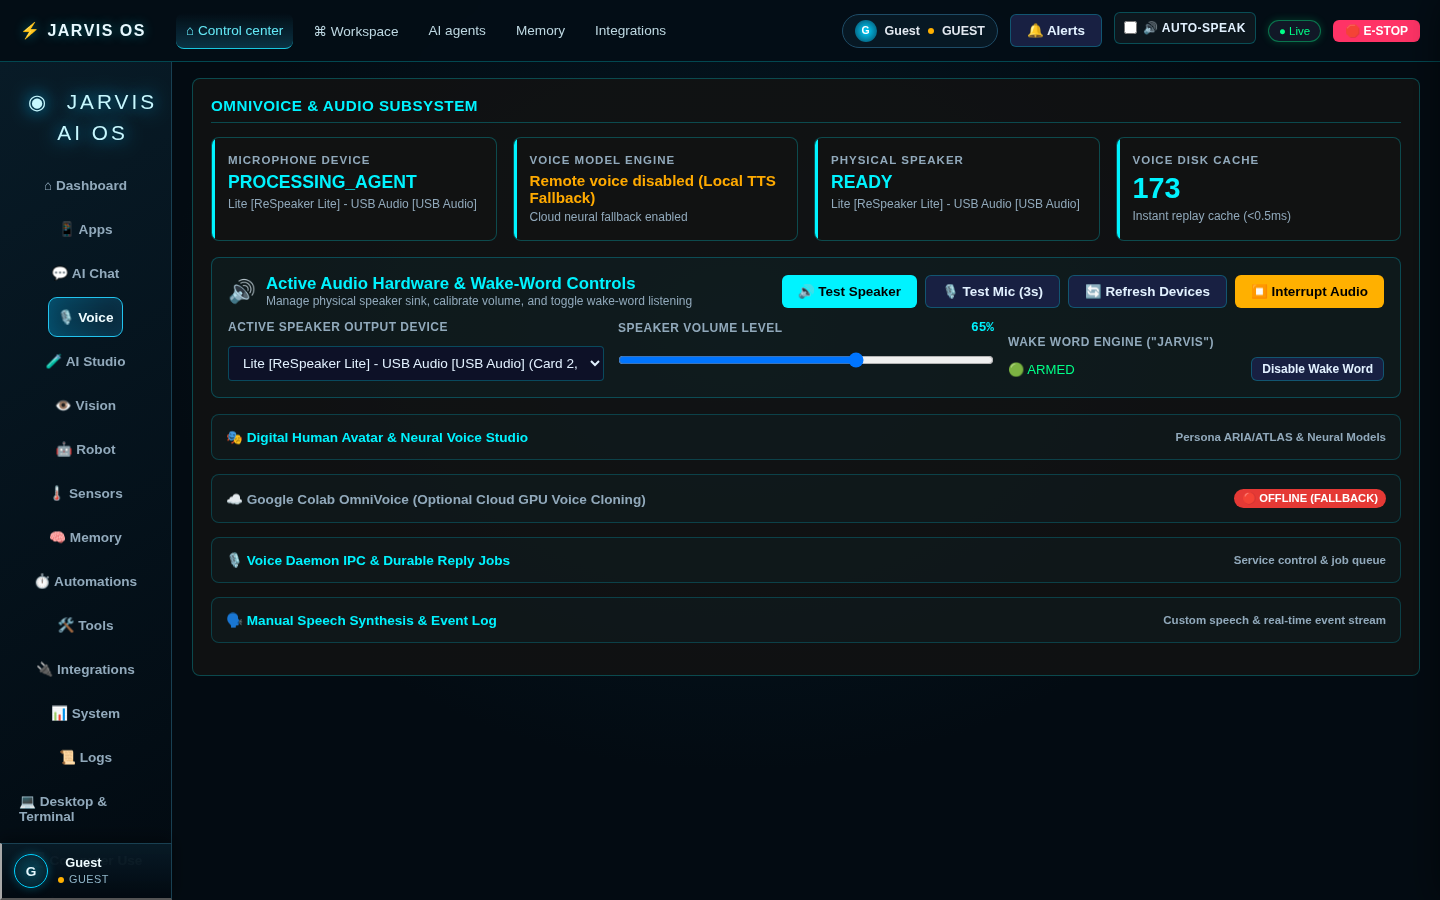 ⚡ JARVIS OS
⌂ Control center
⌘ Workspace
AI agents
Memory
Integrations
G Guest ● GUEST
🔔 Alerts
🔊 AUTO-SPEAK
● Live
🛑 E-STOP
◉ JARVIS
AI OS
⌂ Dashboard
📱 Apps
💬 AI Chat
🎙️ Voice
🧪 AI Studio
👁️ Vision
🤖 Robot
🌡️ Sensors
🧠 Memory
⏱️ Automations
🛠️ Tools
🔌 Integrations
📊 System
📜 Logs
💻 Desktop &
Terminal
G
Guest
● GUEST
OMNIVOICE & AUDIO SUBSYSTEM
MICROPHONE DEVICE
PROCESSING_AGENT
Lite [ReSpeaker Lite] - USB Audio [USB Audio]
VOICE MODEL ENGINE
Remote voice disabled (Local TTS
Fallback)
Cloud neural fallback enabled
PHYSICAL SPEAKER
READY
Lite [ReSpeaker Lite] - USB Audio [USB Audio]
VOICE DISK CACHE
173
Instant replay cache (<0.5ms)
🔊 Active Audio Hardware & Wake-Word Controls
Manage physical speaker sink, calibrate volume, and toggle wake-word listening
🔊 Test Speaker
🎙️ Test Mic (3s)
🔄 Refresh Devices
⏹️ Interrupt Audio
ACTIVE SPEAKER OUTPUT DEVICE
Lite [ReSpeaker Lite] - USB Audio [USB Audio] (Card 2,
SPEAKER VOLUME LEVEL
65%
WAKE WORD ENGINE ("JARVIS")
🟢 ARMED
Disable Wake Word
🎭 Digital Human Avatar & Neural Voice Studio
Persona ARIA/ATLAS & Neural Models
☁️ Google Colab OmniVoice (Optional Cloud GPU Voice Cloning)
🔴 OFFLINE (FALLBACK)
🎙️ Voice Daemon IPC & Durable Reply Jobs
Service control & job queue
🗣️ Manual Speech Synthesis & Event Log
Custom speech & real-time event stream